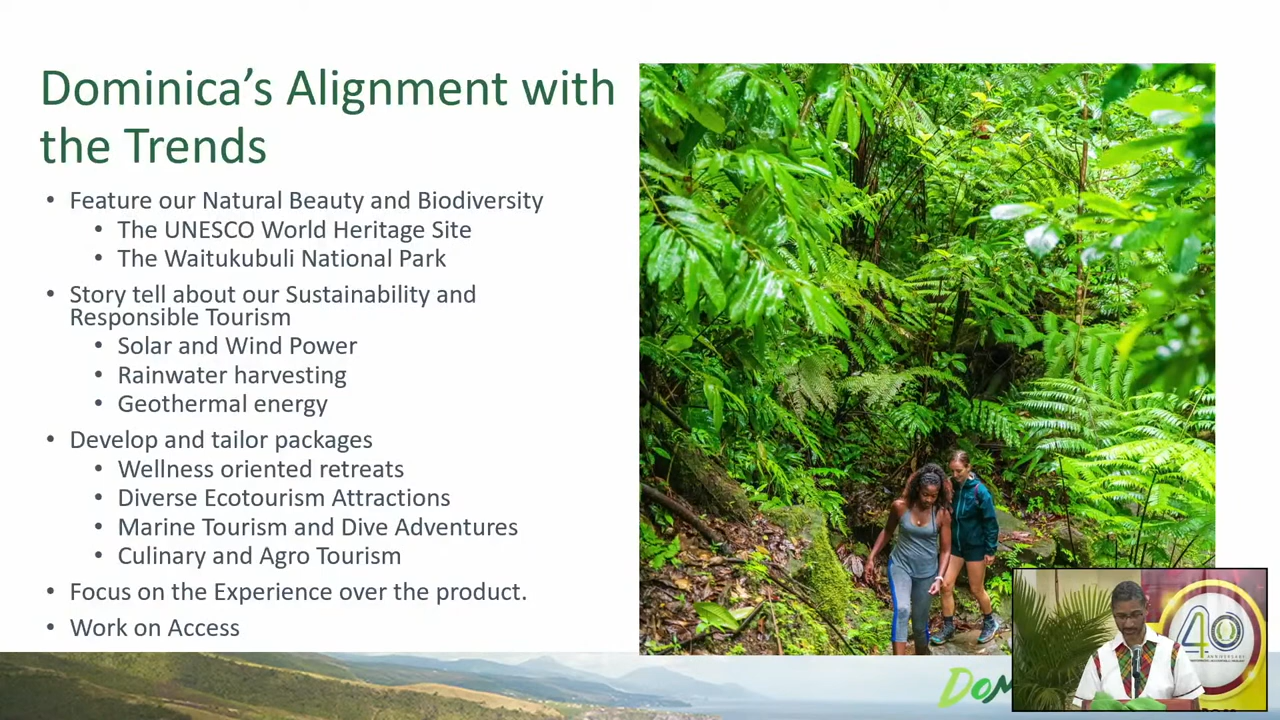 Dominica’s Alignment with
the Trends
• Feature our Natural Beauty and Biodiversity
• The UNESCO World Heritage Site
• The Waitukubuli National Park
• Story tell about our Sustainability and
Responsible Tourism
• Solar and Wind Power
• Rainwater harvesting
• Geothermal energy
• Develop and tailor packages
• Wellness oriented retreats
• Diverse Ecotourism Attractions
• Marine Tourism and Dive Adventures
• Culinary and Agro Tourism
• Focus on the Experience over the product.
• Work on Access
DOM
40
ANNIVERSARY